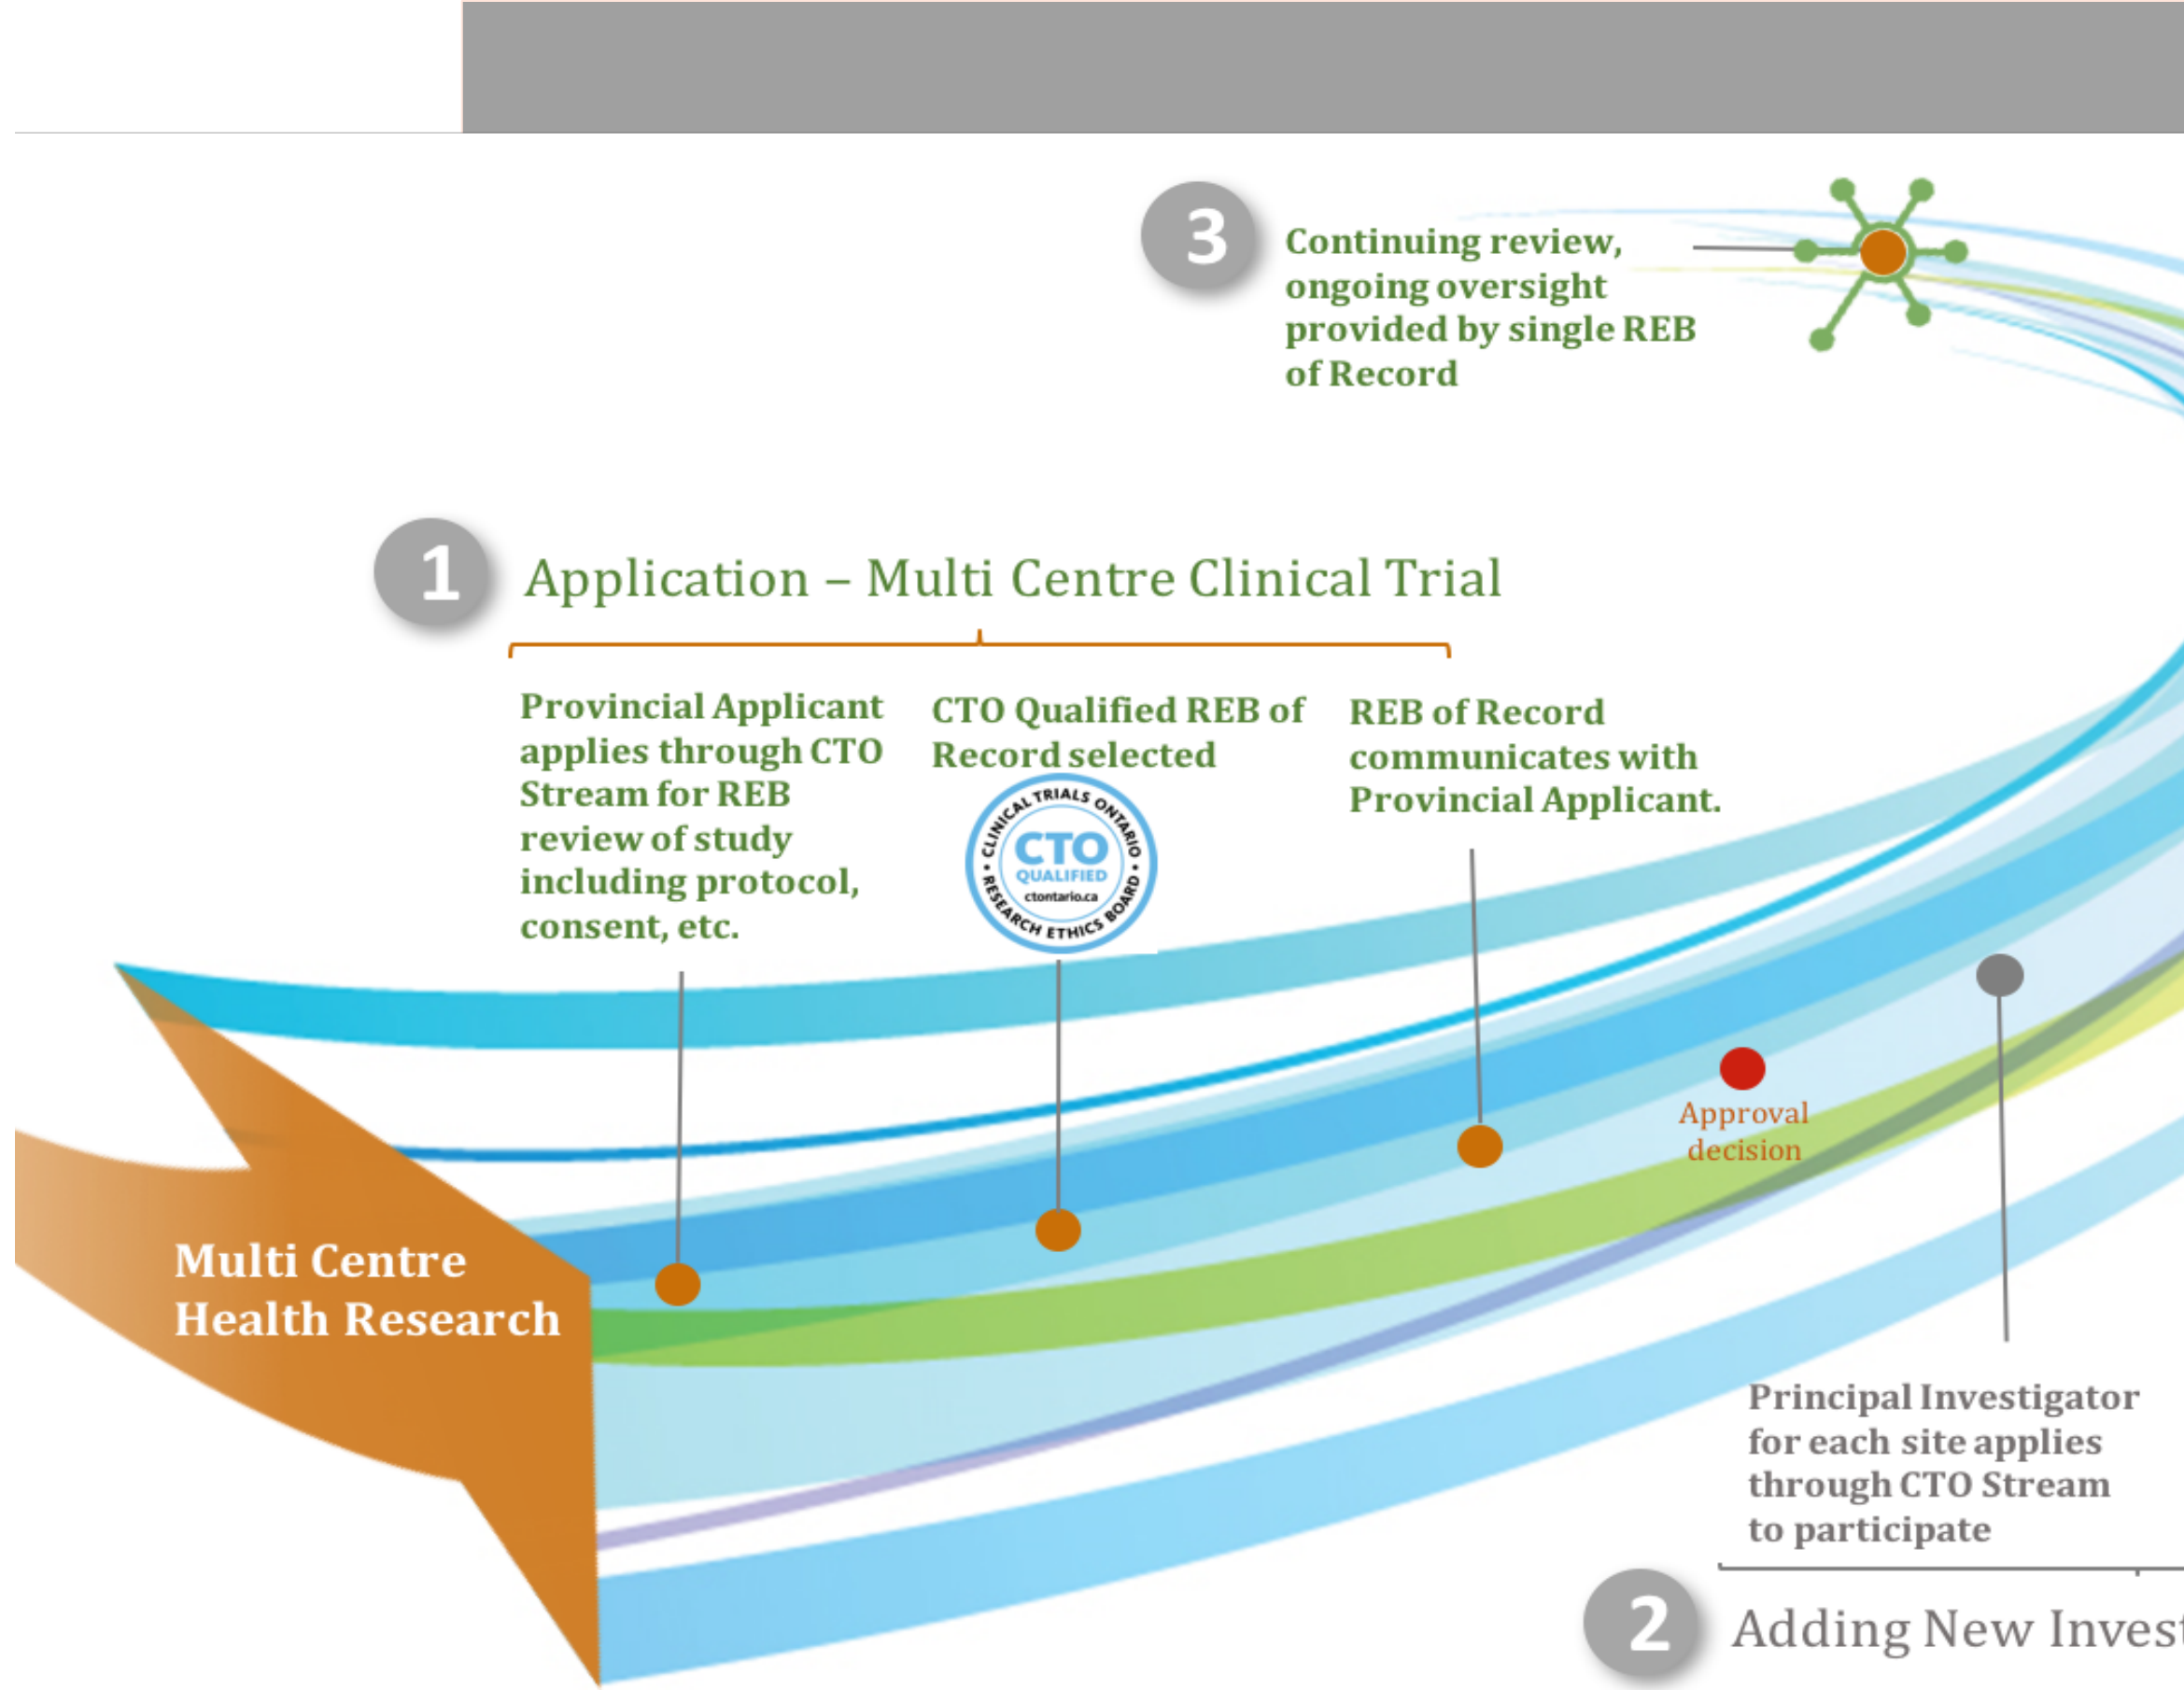 3
Continuing review,
ongoing oversight
provided by single REB
of Record
1
Application – Multi Centre Clinical Trial
Provincial Applicant
applies through CTO
Stream for REB
review of study
including protocol,
consent, etc.
CTO Qualified REB of
Record selected
CLINICAL TRIALS ONTARIO
CTO
QUALIFIED
ctontario.ca
RESEARCH ETHICS BOARD
REB of Record
communicates with
Provincial Applicant.
Approval
decision
Multi Centre
Health Research
Principal Investigator
for each site applies
through CTO Stream
to participate
2
Adding New